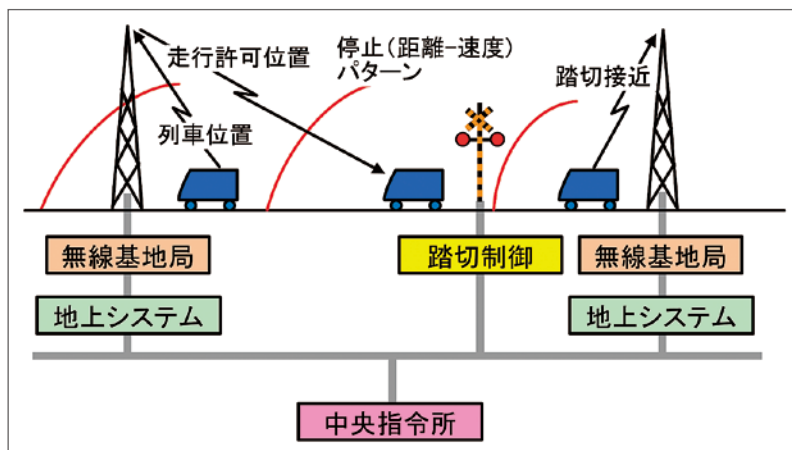 走行許可位置
停止(距離-速度)
パターン
踏切接近
列車位置
無線基地局
踏切制御
無線基地局
地上システム
地上システム
中央指令所